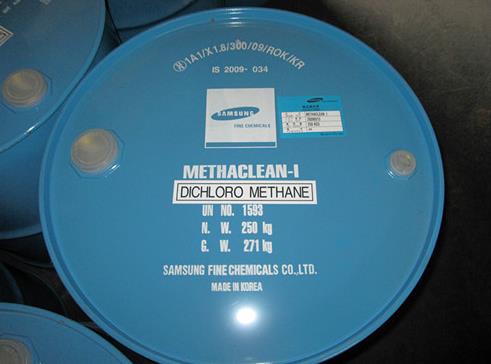 1A1/X1.8/300/09/ROK/KR
IS 2009- 034
SAMSUNG
FINE CHEMICALS
METHACLEAN-I
METHACLEAN-I
DICHLORO METHANE
UN NO. 1593
N. W. 250 kg
G. W. 271 kg
SAMSUNG FINE CHEMICALS CO.,LTD.
MADE IN KOREA